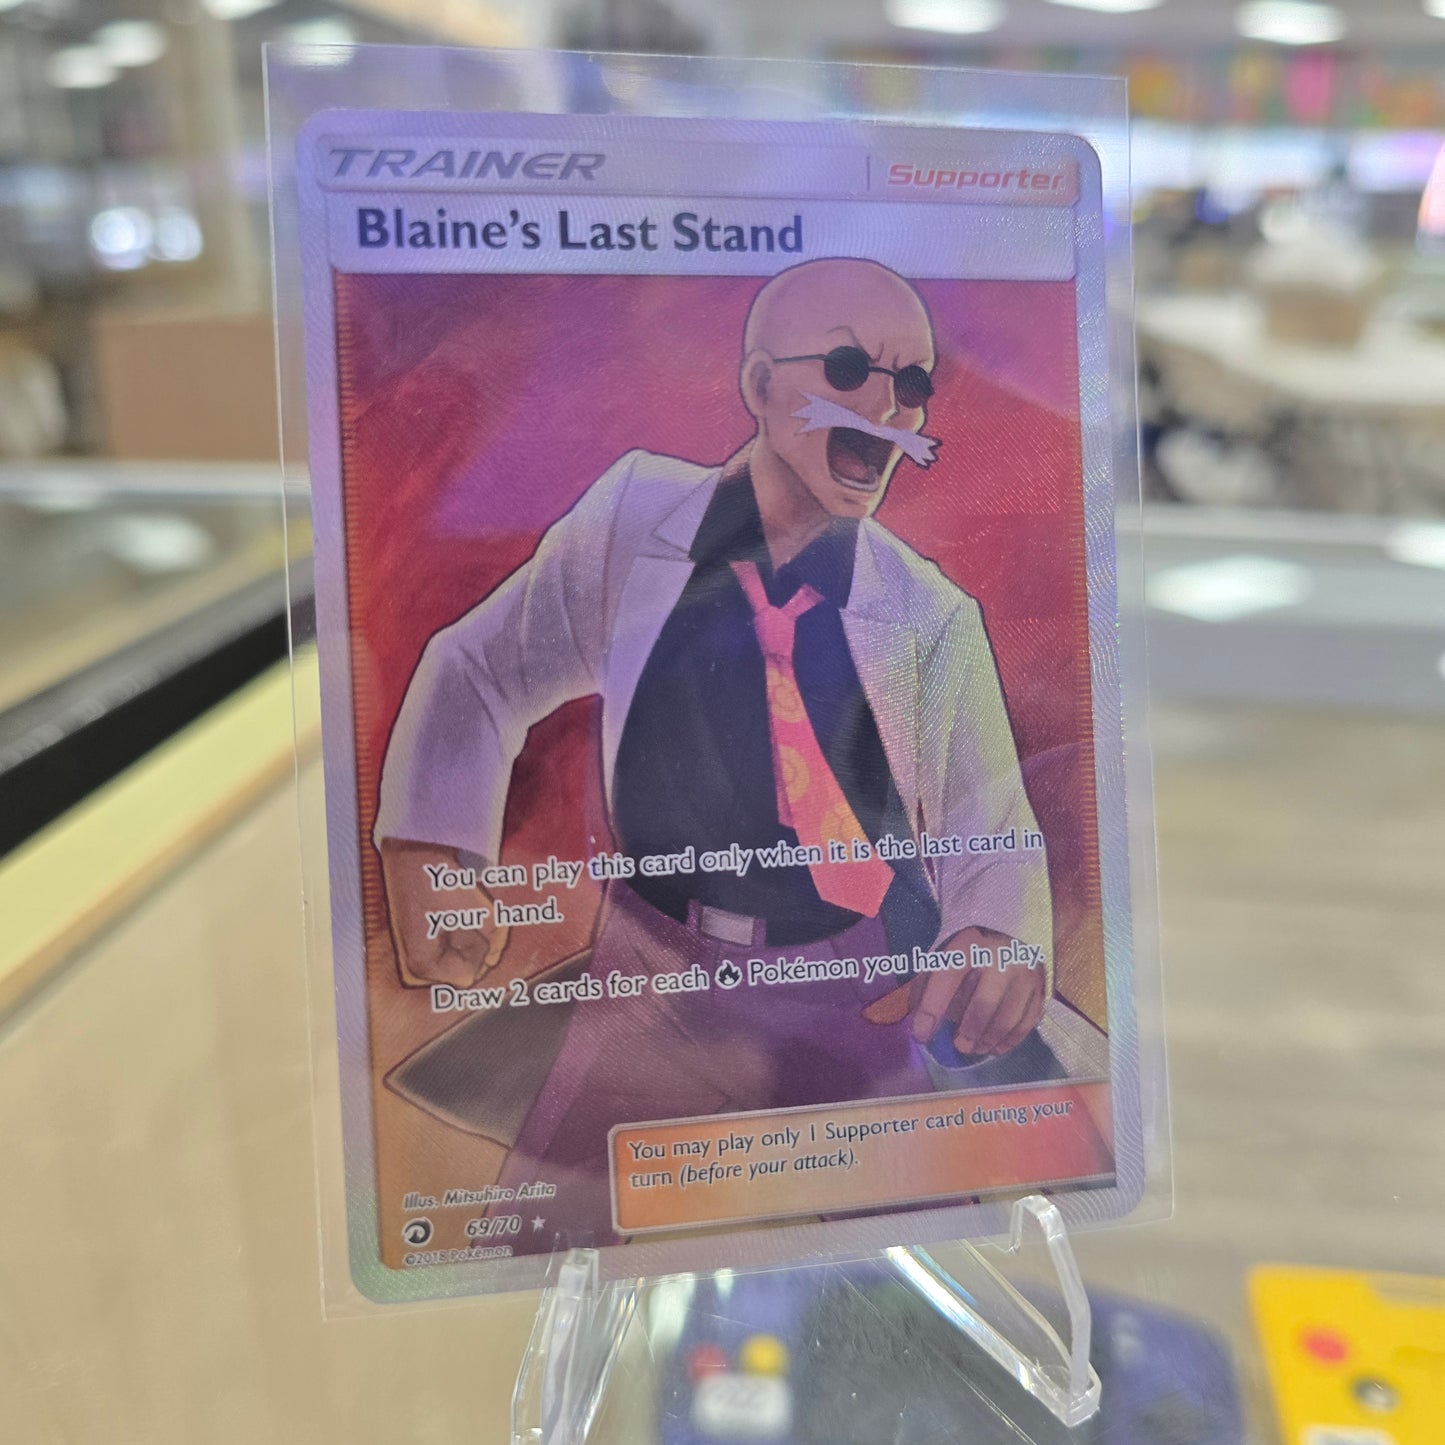 TRAINER
Supporter
Blaine's Last Stand
You can play this card only when it is the last card in
your hand.
Draw 2 cards for each Pokémon you have in play.
You may play only 1 Supporter card during your
turn (before your attack).
Illus. Mitsuhiro Arita
69/70
©2018 Pokémon